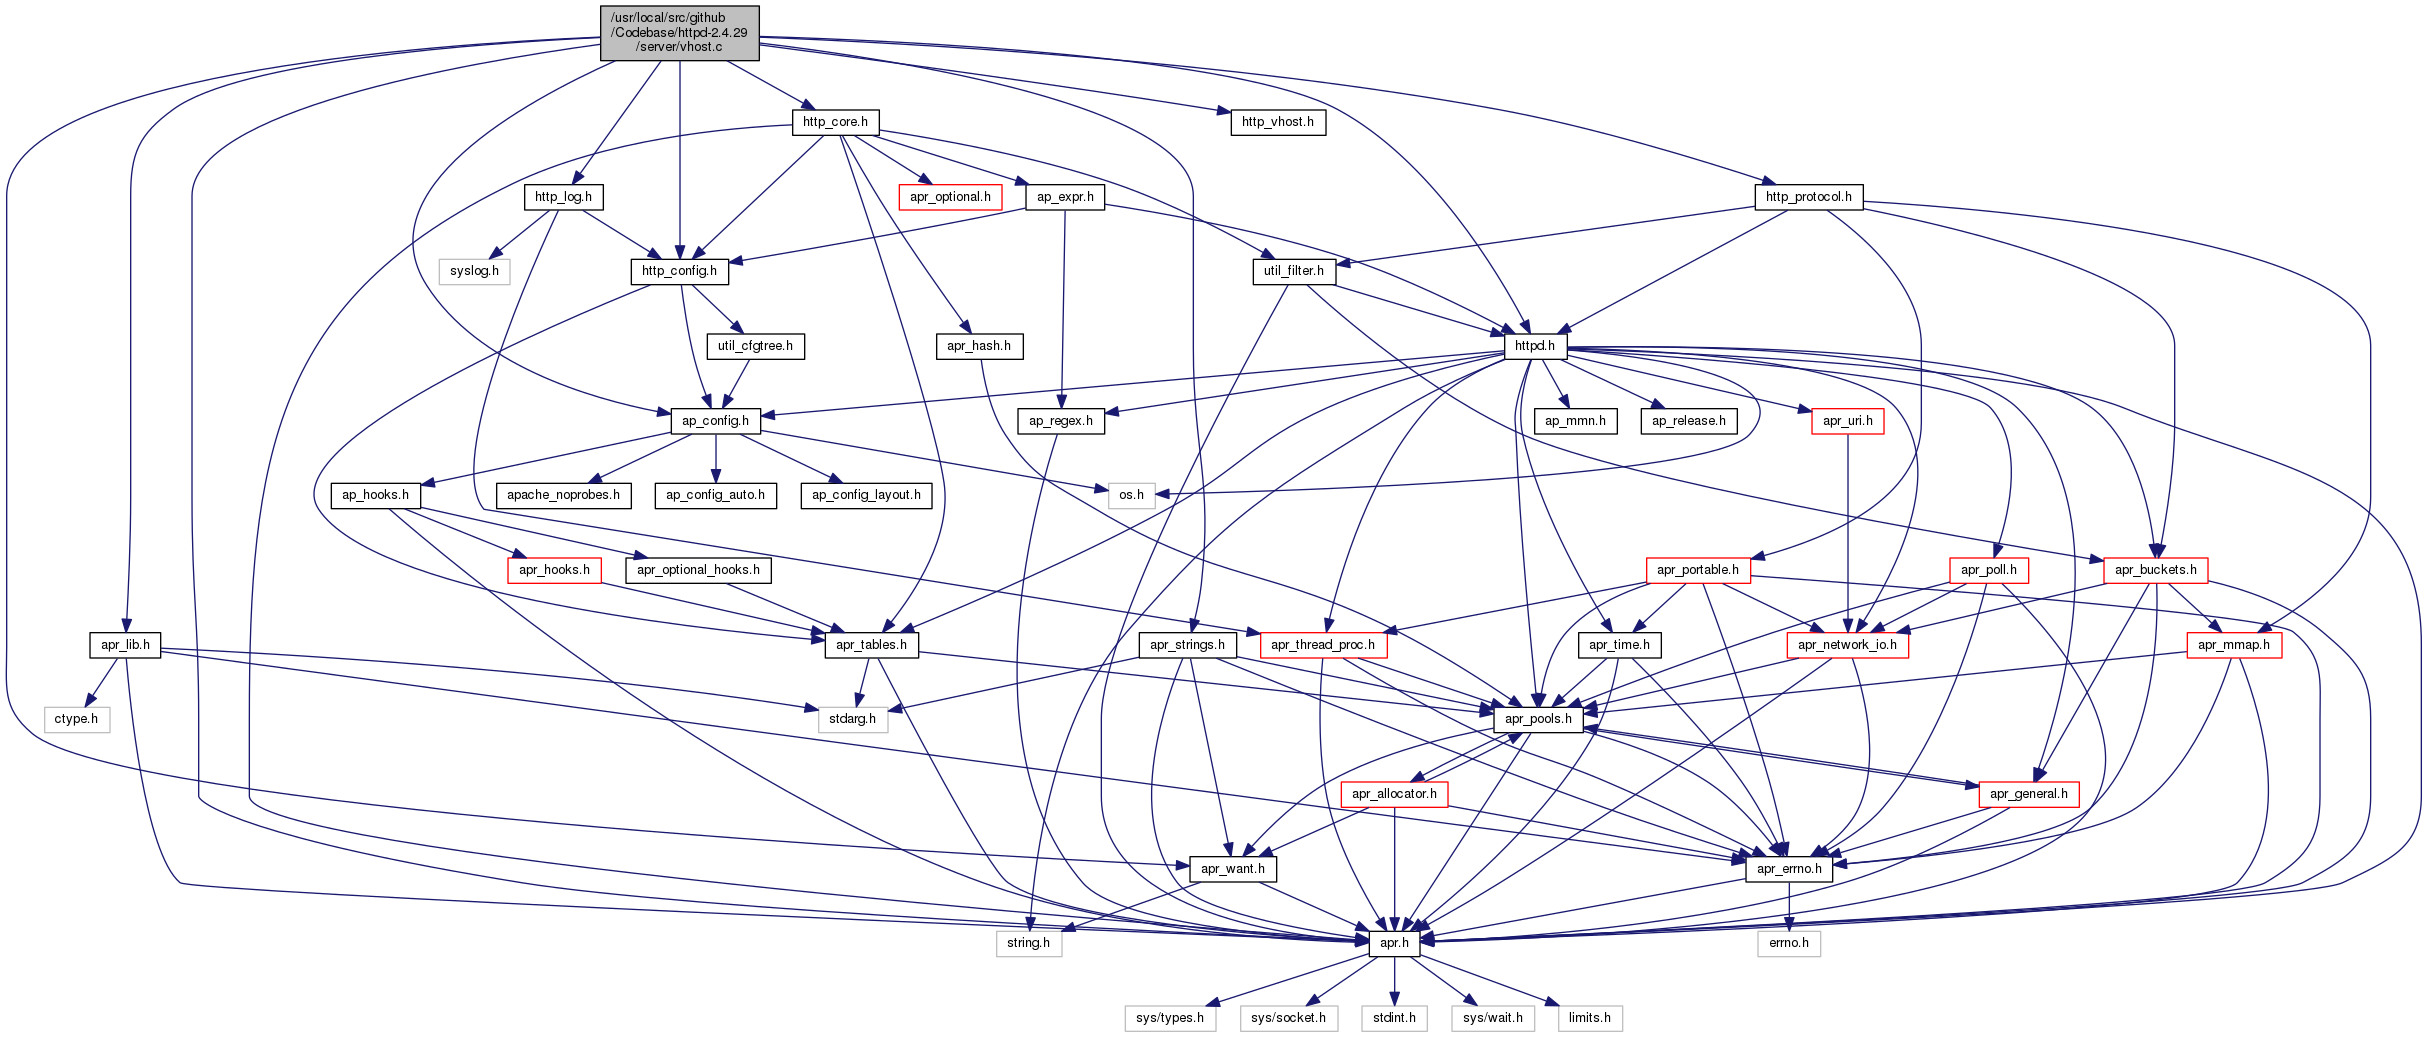 /usr/local/src/github
/Codebase/httpd-2.4.29
/server/vhost.c
http_core.h
http_vhost.h
http_log.h
apr_optional.h
ap_expr.h
http_protocol.h
syslog.h
http_config.h
util_filter.h
util_cfgtree.h
apr_hash.h
httpd.h
ap_config.h
ap_regex.h
ap_mmn.h
ap_release.h
apr_uri.h
ap_hooks.h
apache_noprobes.h
ap_config_auto.h
ap_config_layout.h
os.h
apr_hooks.h
apr_optional_hooks.h
apr_portable.h
apr_poll.h
apr_buckets.h
apr_lib.h
apr_tables.h
apr_strings.h
apr_thread_proc.h
apr_time.h
apr_network_io.h
apr_mmap.h
ctype.h
stdarg.h
apr_pools.h
apr_allocator.h
apr_general.h
apr_want.h
apr_errno.h
string.h
apr.h
errno.h
sys/types.h
sys/socket.h
stdint.h
sys/wait.h
limits.h